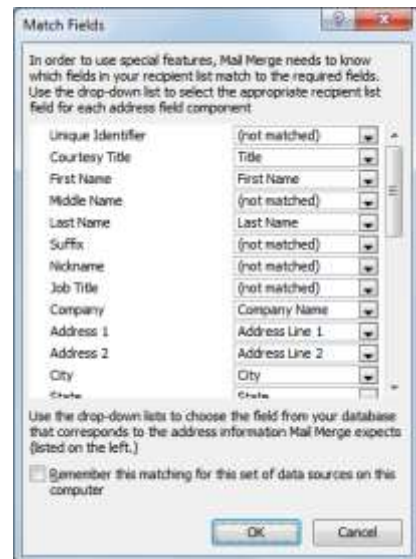 Match Fields
In order to use special features, Mail Merge needs to know
which fields in your recipient list match to the required fields.
Use the drop-down list to select the appropriate recipient list
field for each address field component
Unique Identifier (not matched)
Courtesy Title Title
First Name First Name
Middle Name (not matched)
Last Name Last Name
Suffix (not matched)
Nickname (not matched)
Job Title (not matched)
Company Company Name
Address 1 Address Line 1
Address 2 Address Line 2
City City
State State
Use the drop-down lists to choose the field from your database
that corresponds to the address information Mail Merge expects
(listed on the left.)
Remember this matching for this set of data sources on this
computer
OK Cancel